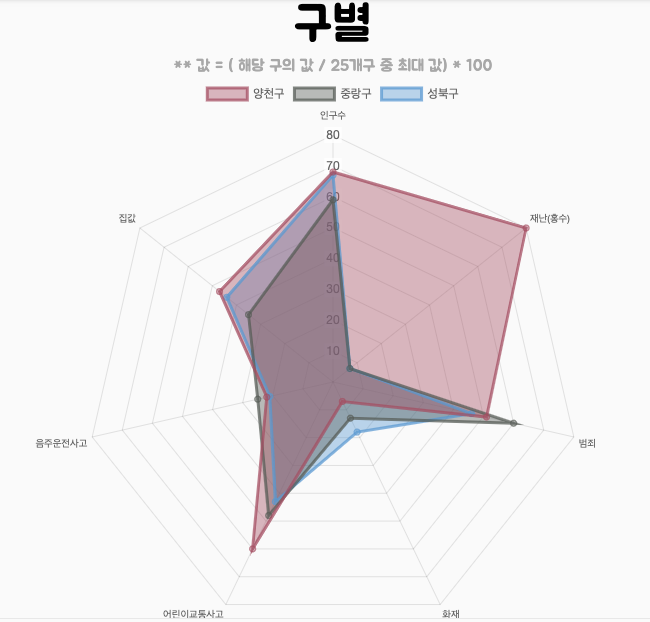 구별
** 값 = ( 해당 구의 값 / 25개구 중 최대 값) * 100
양천구 중랑구 성북구
인구수
80
70
60
50
40
30
20
10
재난(홍수)
범죄
화재
어린이교통사고
음주운전사고
집값